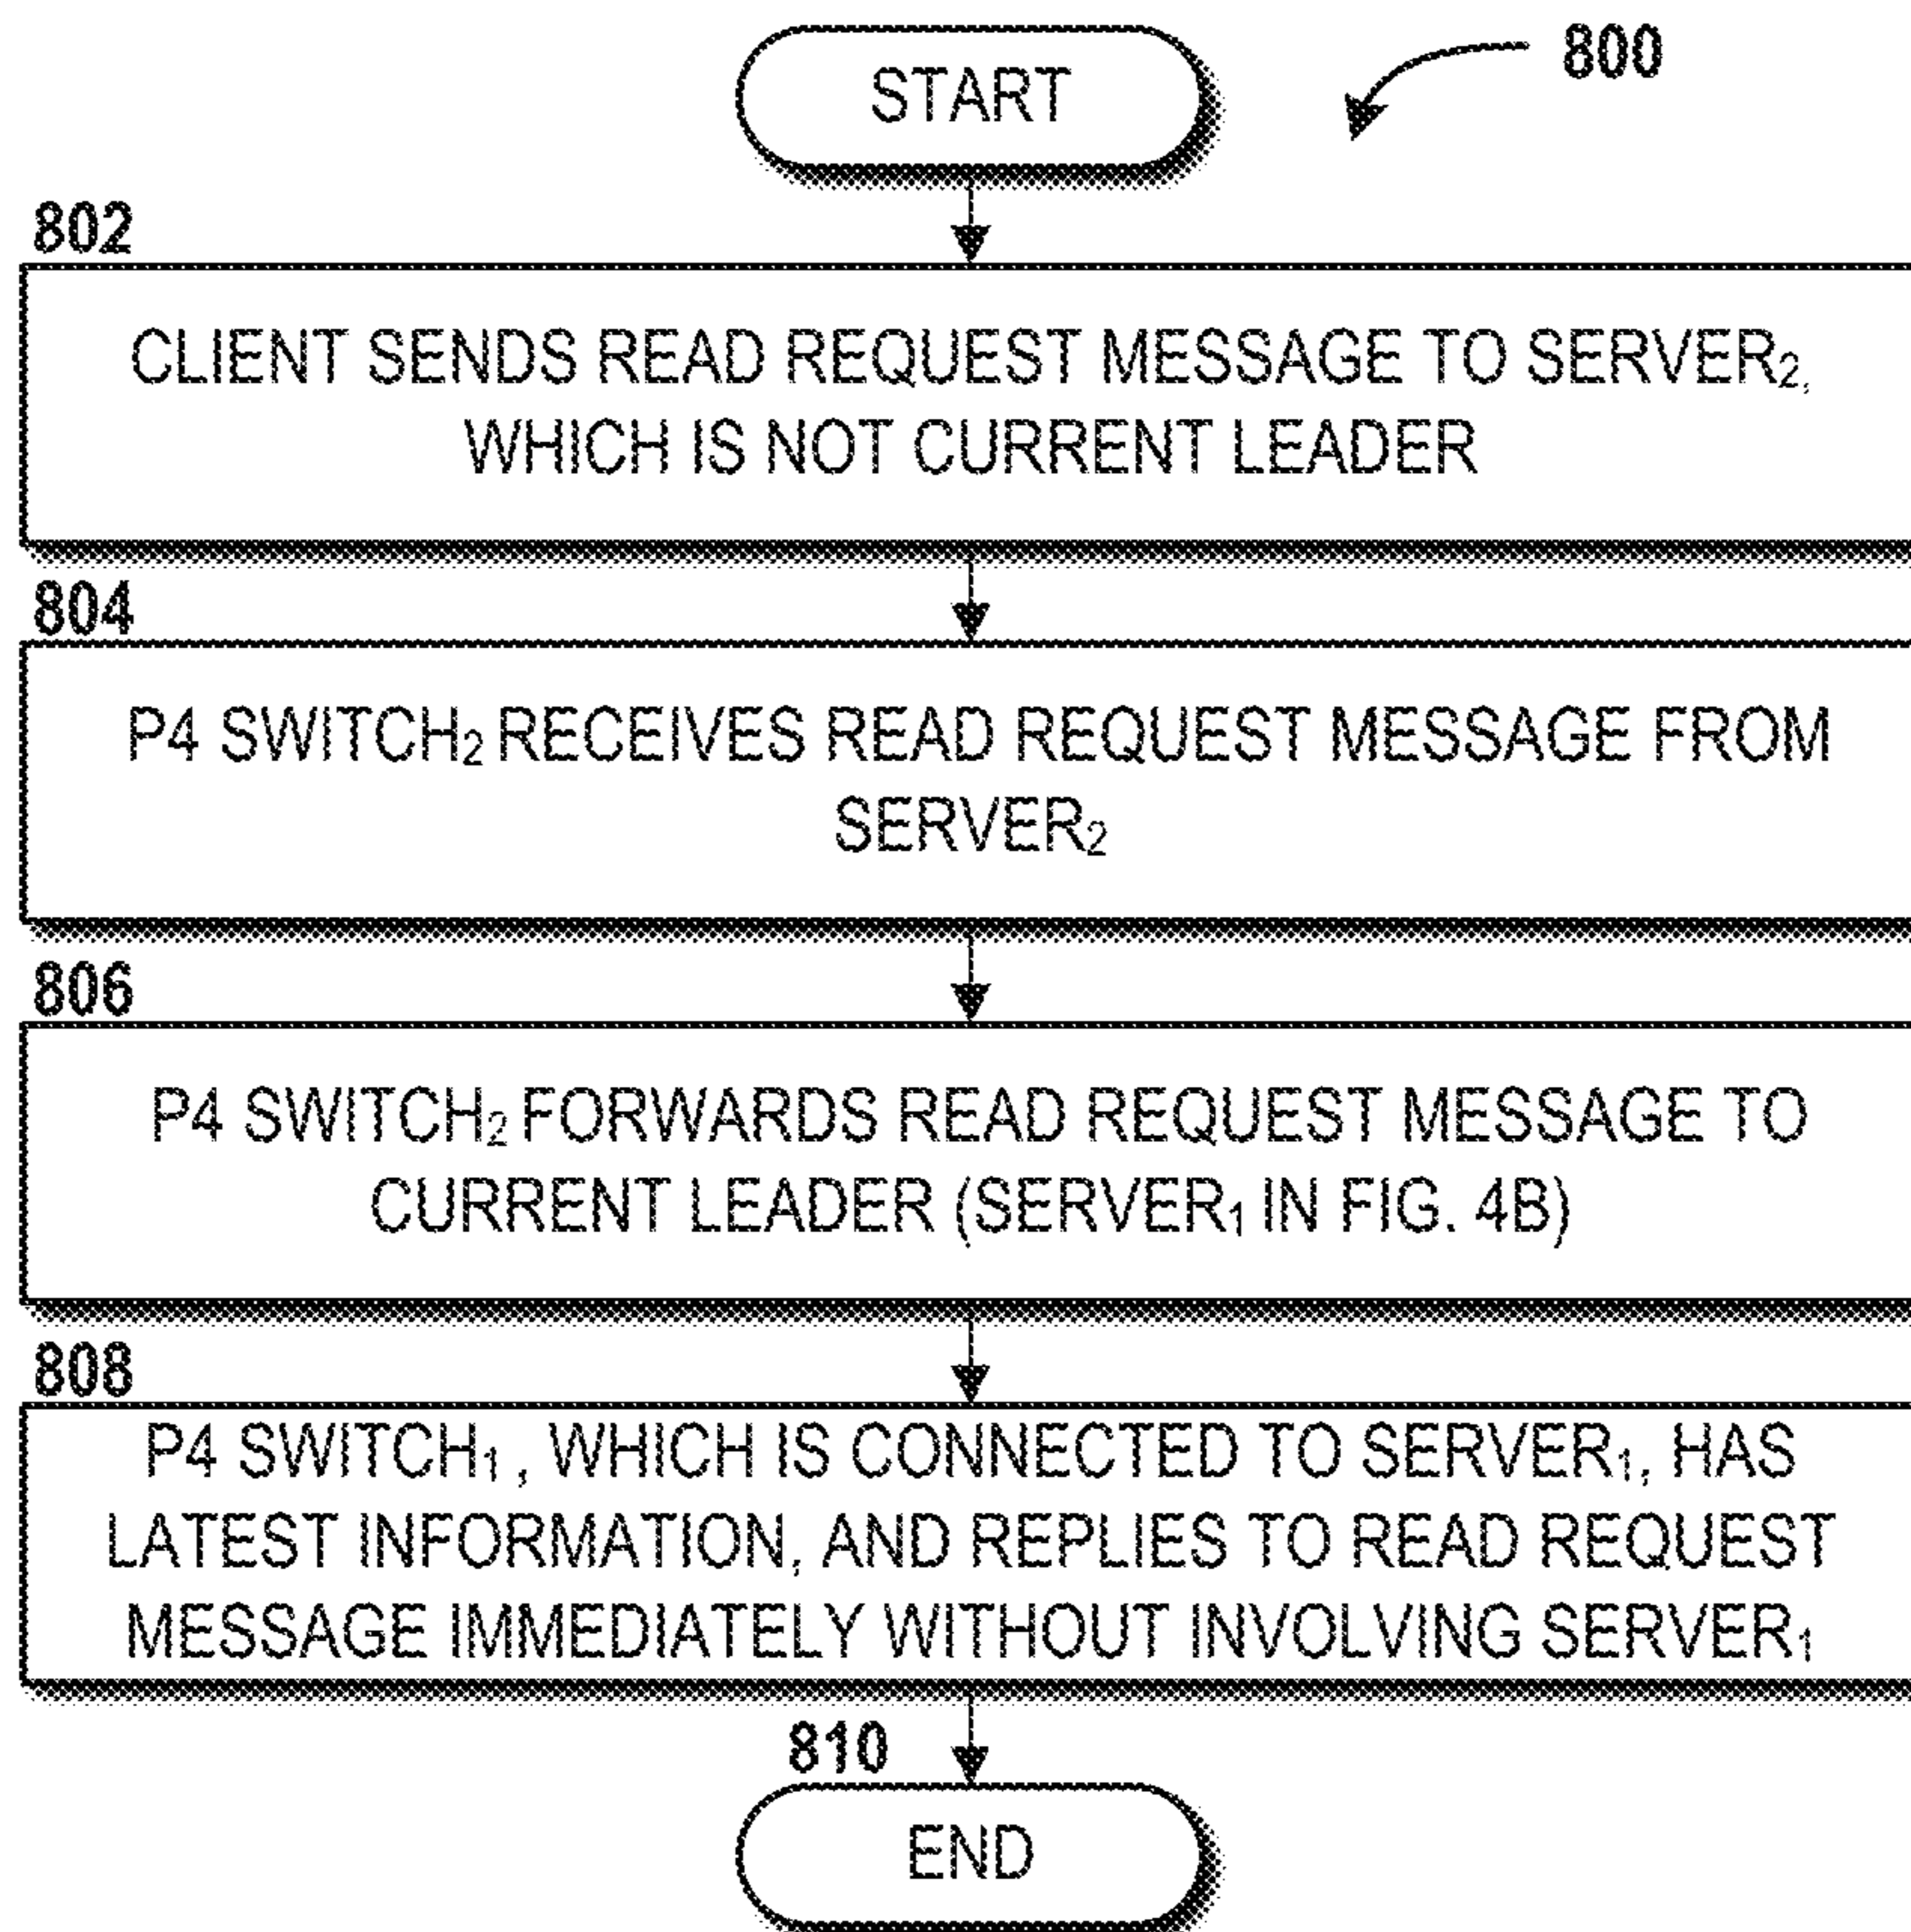 START
800
802
CLIENT SENDS READ REQUEST MESSAGE TO SERVER₂,
WHICH IS NOT CURRENT LEADER
804
P4 SWITCH₂ RECEIVES READ REQUEST MESSAGE FROM
SERVER₂
806
P4 SWITCH₂ FORWARDS READ REQUEST MESSAGE TO
CURRENT LEADER (SERVER₁ IN FIG. 4B)
808
P4 SWITCH₁ , WHICH IS CONNECTED TO SERVER₁, HAS
LATEST INFORMATION, AND REPLIES TO READ REQUEST
MESSAGE IMMEDIATELY WITHOUT INVOLVING SERVER₁
810
END